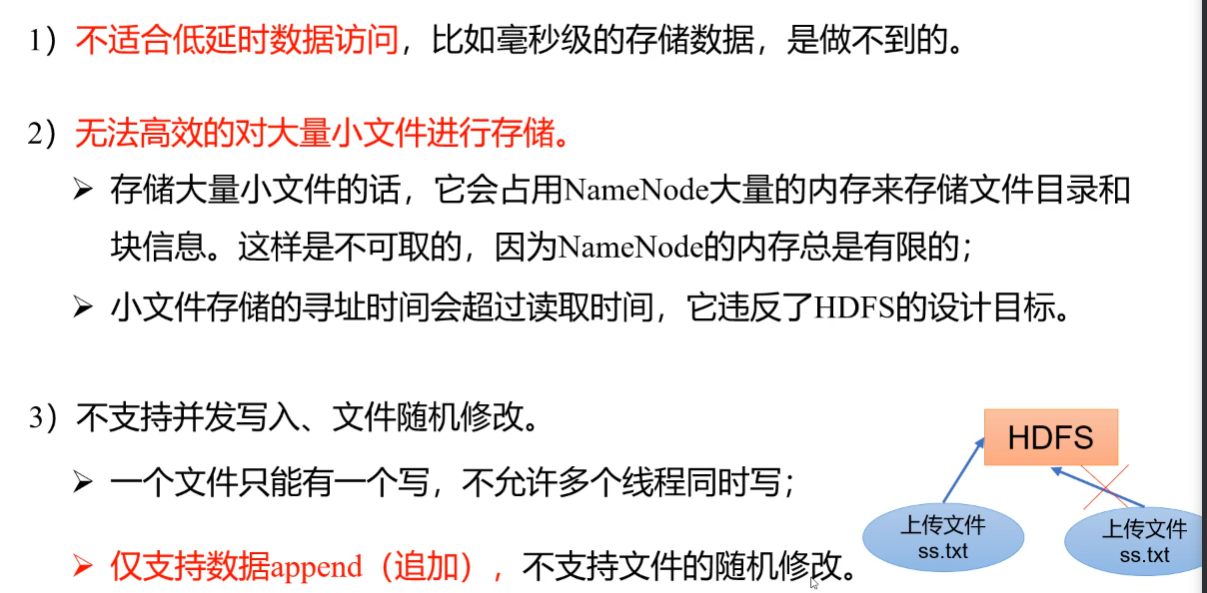 1）不适合低延时数据访问，比如毫秒级的存储数据，是做不到的。
2）无法高效的对大量小文件进行存储。
➢ 存储大量小文件的话，它会占用NameNode大量的内存来存储文件目录和
块信息。这样是不可取的，因为NameNode的内存总是有限的；
➢ 小文件存储的寻址时间会超过读取时间，它违反了HDFS的设计目标。
3）不支持并发写入、文件随机修改。
➢ 一个文件只能有一个写，不允许多个线程同时写；
➢ 仅支持数据append（追加），不支持文件的随机修改。
HDFS
上传文件
ss.txt
上传文件
ss.txt